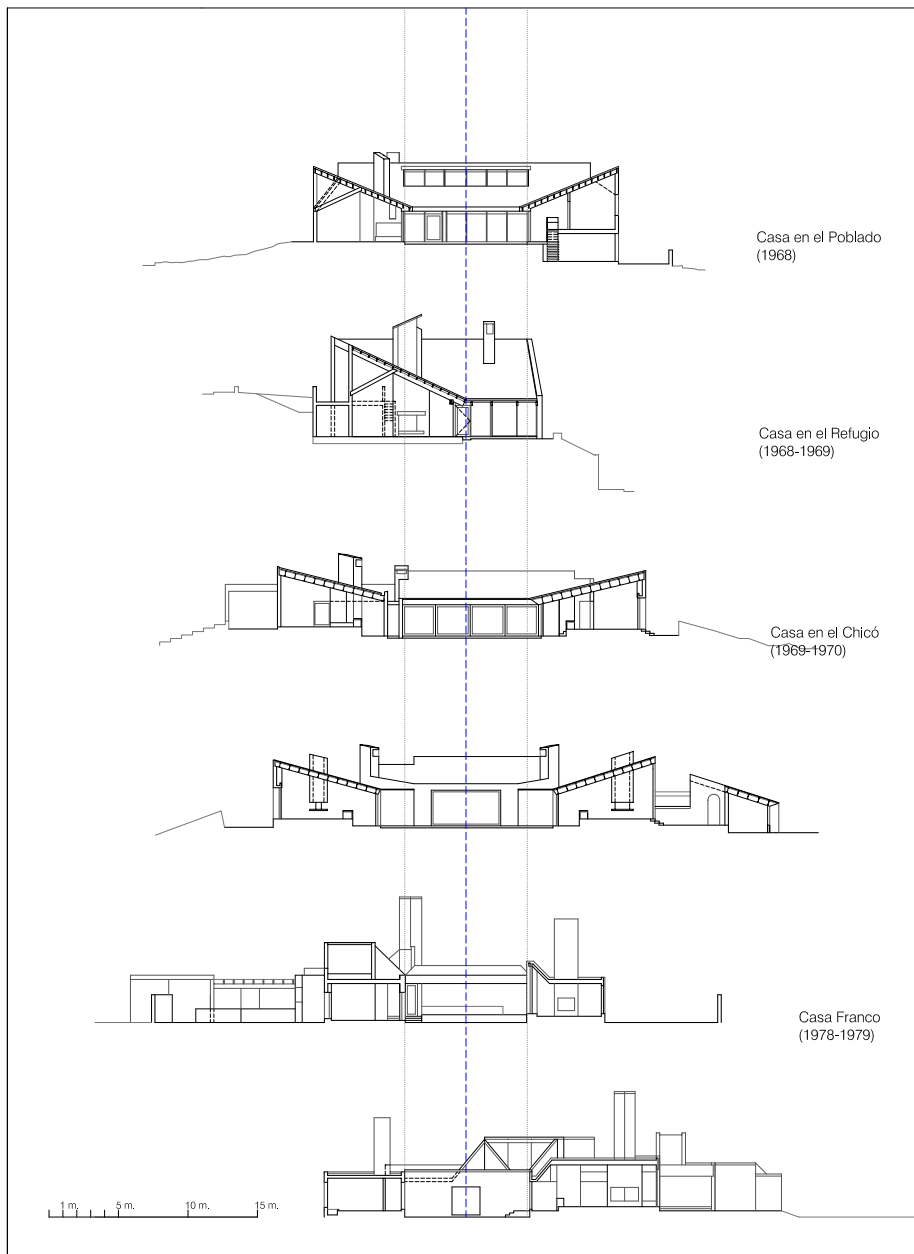 Casa en el Poblado
(1968)
Casa en el Refugio
(1968-1969)
Casa en el Chicó
(1969-1970)
Casa Franco
(1978-1979)
1 m. 5 m. 10 m. 15 m.